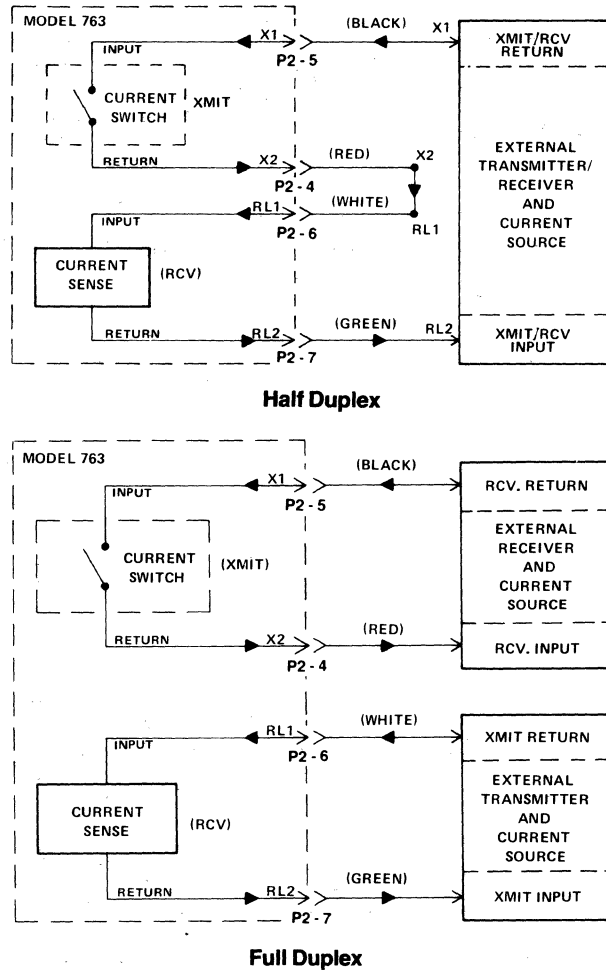 MODEL 763
INPUT
X1
P2 - 5
(BLACK)
X1
XMIT/RCV
RETURN
CURRENT
SWITCH
XMIT
RETURN
X2
P2 - 4
(RED)
X2
EXTERNAL
TRANSMITTER/
RECEIVER
AND
CURRENT
SOURCE
INPUT
RL1
P2 - 6
(WHITE)
RL1
CURRENT
SENSE
(RCV)
RETURN
RL2
P2 - 7
(GREEN)
RL2
XMIT/RCV
INPUT
Half Duplex
MODEL 763
INPUT
X1
P2 - 5
(BLACK)
RCV. RETURN
CURRENT
SWITCH
(XMIT)
EXTERNAL
RECEIVER
AND
CURRENT
SOURCE
RETURN
X2
P2 - 4
(RED)
RCV. INPUT
INPUT
RL1
P2 - 6
(WHITE)
XMIT RETURN
CURRENT
SENSE
(RCV)
EXTERNAL
TRANSMITTER
AND
CURRENT
SOURCE
RETURN
RL2
P2 - 7
(GREEN)
XMIT INPUT
Full Duplex